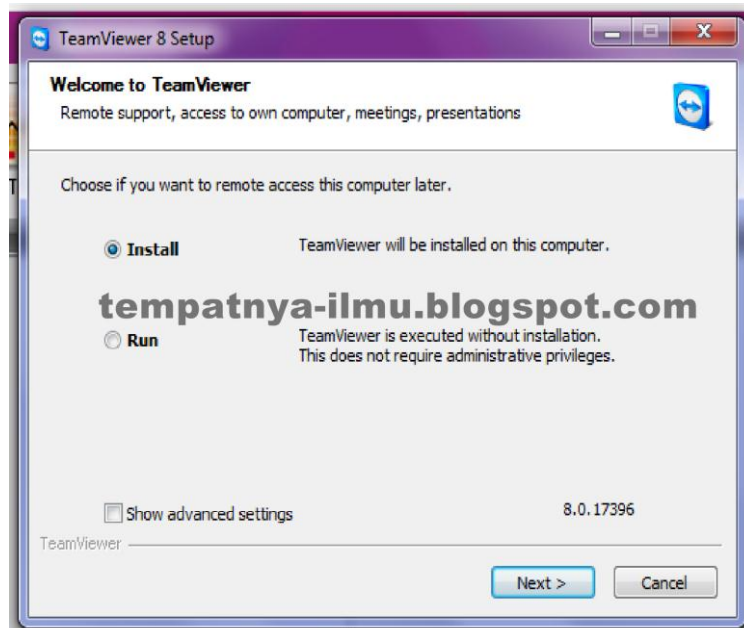 TeamViewer 8 Setup
Welcome to TeamViewer
Remote support, access to own computer, meetings, presentations
Choose if you want to remote access this computer later.
Install
TeamViewer will be installed on this computer.
tempatnya-ilmu.blogspot.com
Run
TeamViewer is executed without installation.
This does not require administrative privileges.
Show advanced settings
8.0.17396
TeamViewer
Next >
Cancel